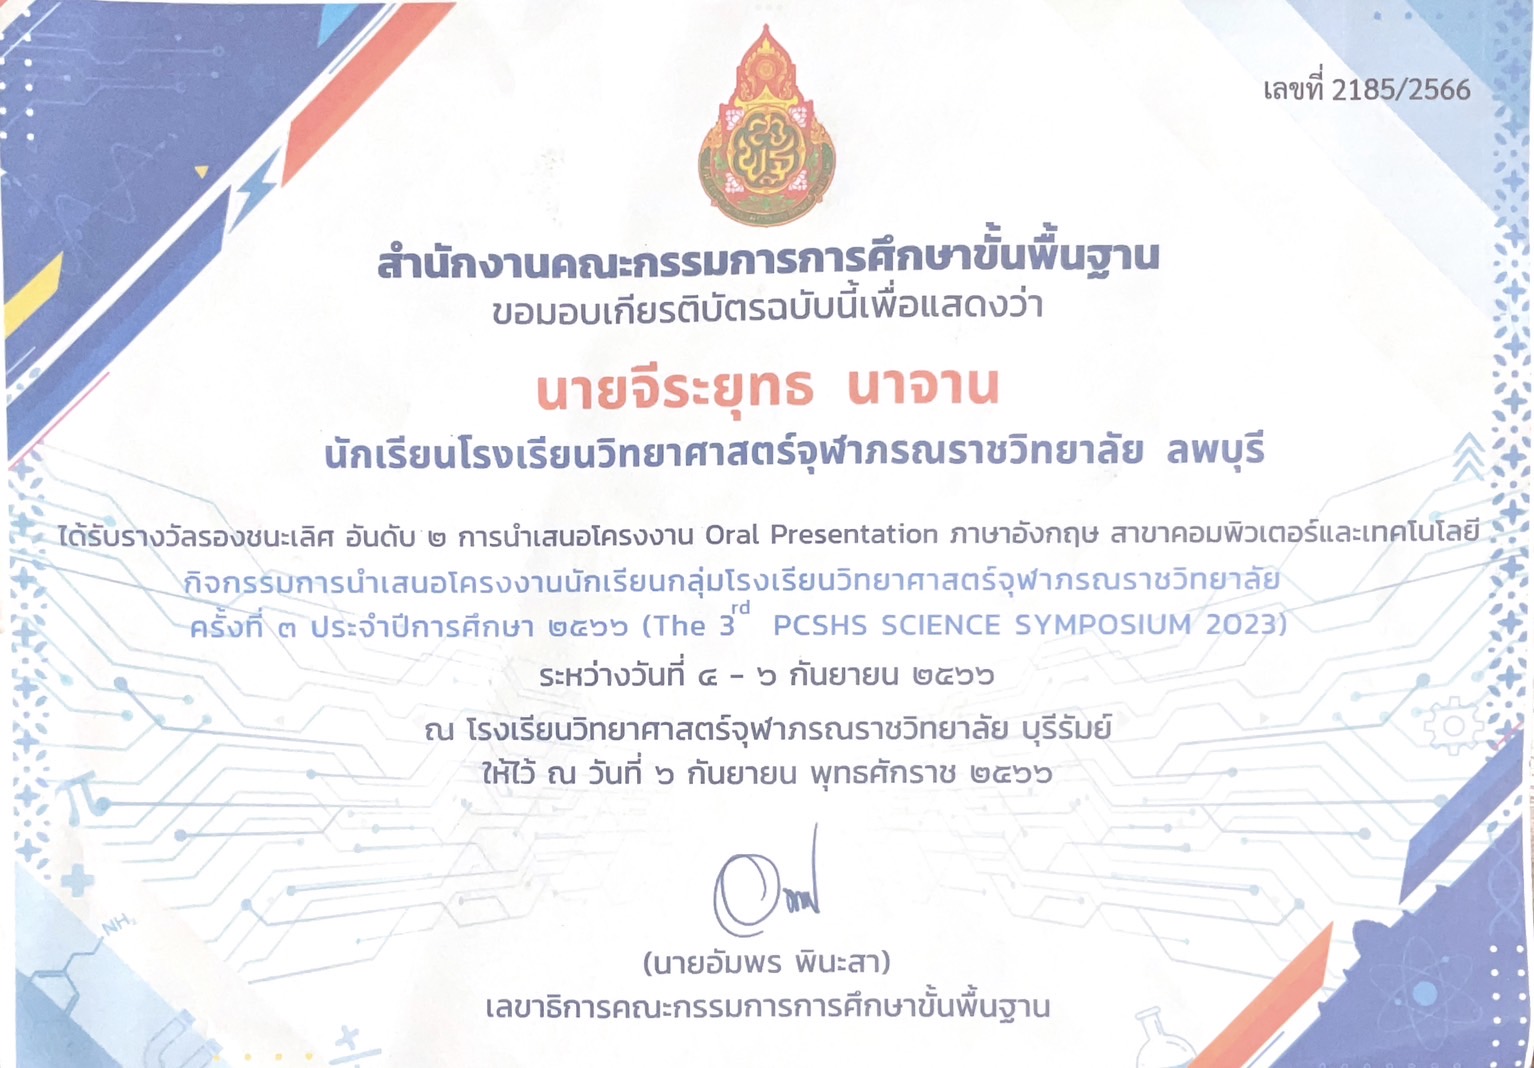 เลขที่ 2185/2566
สำนักงานคณะกรรมการการศึกษาขั้นพื้นฐาน
ขอมอบเกียรติบัตรฉบับนี้เพื่อแสดงว่า
นายจีระยุทธ นาจาน
นักเรียนโรงเรียนวิทยาศาสตร์จุฬาภรณราชวิทยาลัย ลพบุรี
ได้รับรางวัลรองชนะเลิศ อันดับ ๒ การนำเสนอโครงงาน Oral Presentation ภาษาอังกฤษ สาขาคอมพิวเตอร์และเทคโนโลยี
กิจกรรมการนำเสนอโครงงานนักเรียนกลุ่มโรงเรียนวิทยาศาสตร์จุฬาภรณราชวิทยาลัย
ครั้งที่ ๓ ประจำปีการศึกษา ๒๕๖๖ (The 3rd PCSHS SCIENCE SYMPOSIUM 2023)
ระหว่างวันที่ ๔ - ๖ กันยายน ๒๕๖๖
ณ โรงเรียนวิทยาศาสตร์จุฬาภรณราชวิทยาลัย บุรีรัมย์
ให้ไว้ ณ วันที่ ๖ กันยายน พุทธศักราช ๒๕๖๖
π
NH₂
(นายอัมพร พินะสา)
เลขาธิการคณะกรรมการการศึกษาขั้นพื้นฐาน